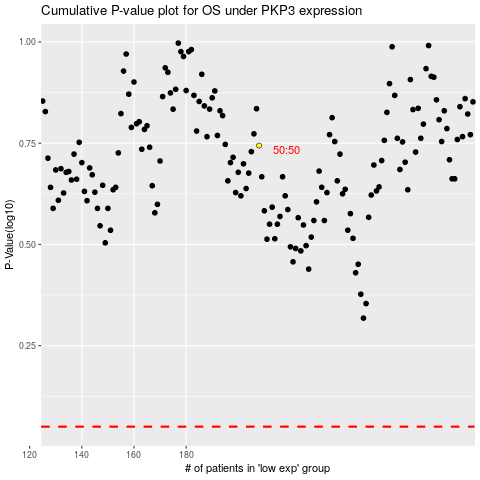 Cumulative P-value plot for OS under PKP3 expression
P-Value(log10)
1.00
0.75
0.50
0.25
50:50
120 140 160 180
# of patients in 'low exp' group